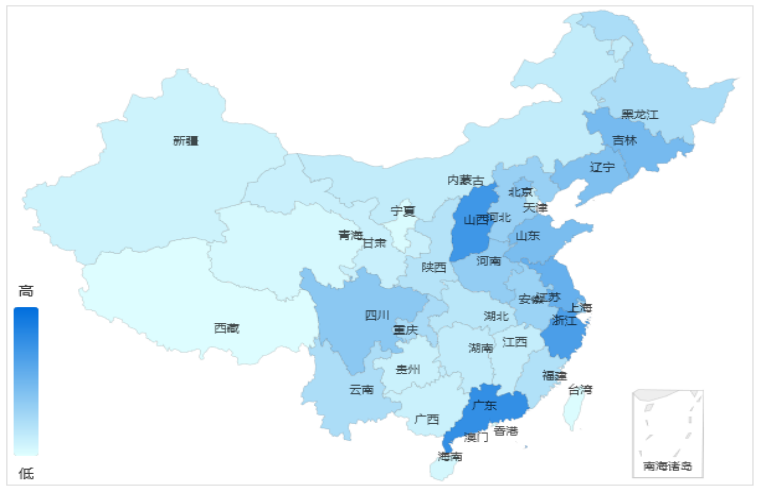 黑龙江
吉林
新疆
辽宁
内蒙古
北京
宁夏
天津
山西
河北
青海
甘肃
山东
陕西
河南
高
安徽
江苏
四川
湖北
上海
重庆
浙江
西藏
湖南
江西
贵州
福建
云南
台湾
广东
广西
香港
澳门
海南
南海诸岛
低